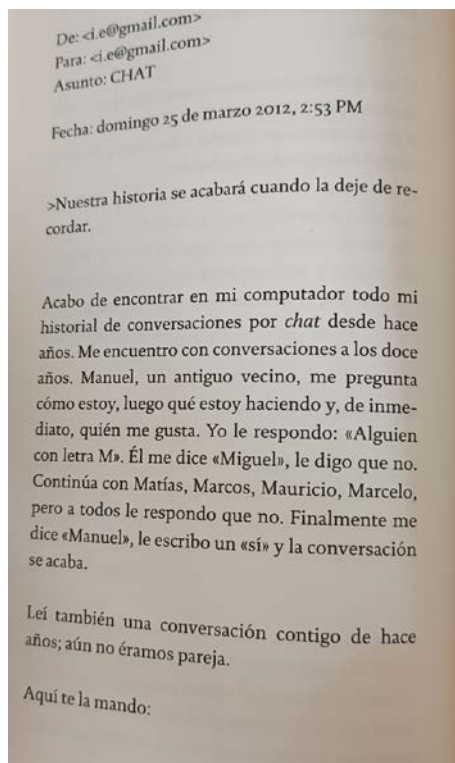 De: <i.e@gmail.com>
Para: <i.e@gmail.com>
Asunto: CHAT
Fecha: domingo 25 de marzo 2012, 2:53 PM
>Nuestra historia se acabará cuando la deje de re-
cordar.
Acabo de encontrar en mi computador todo mi
historial de conversaciones por chat desde hace
años. Me encuentro con conversaciones a los doce
años. Manuel, un antiguo vecino, me pregunta
cómo estoy, luego qué estoy haciendo y, de inme-
diato, quién me gusta. Yo le respondo: «Alguien
con letra M». Él me dice «Miguel», le digo que no.
Continúa con Matías, Marcos, Mauricio, Marcelo,
pero a todos le respondo que no. Finalmente me
dice «Manuel», le escribo un «sí» y la conversación
se acaba.
Leí también una conversación contigo de hace
años; aún no éramos pareja.
Aquí te la mando: